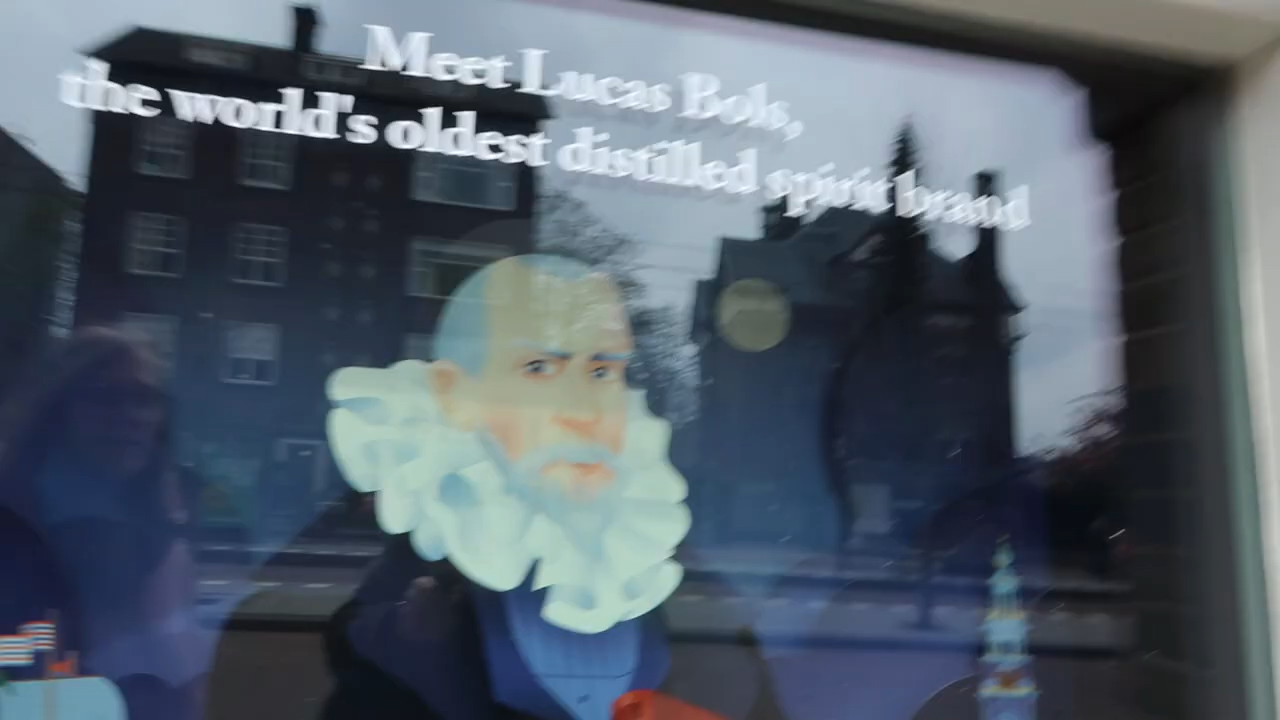 Meet Lucas Bols,
the world's oldest distilled spirit brand